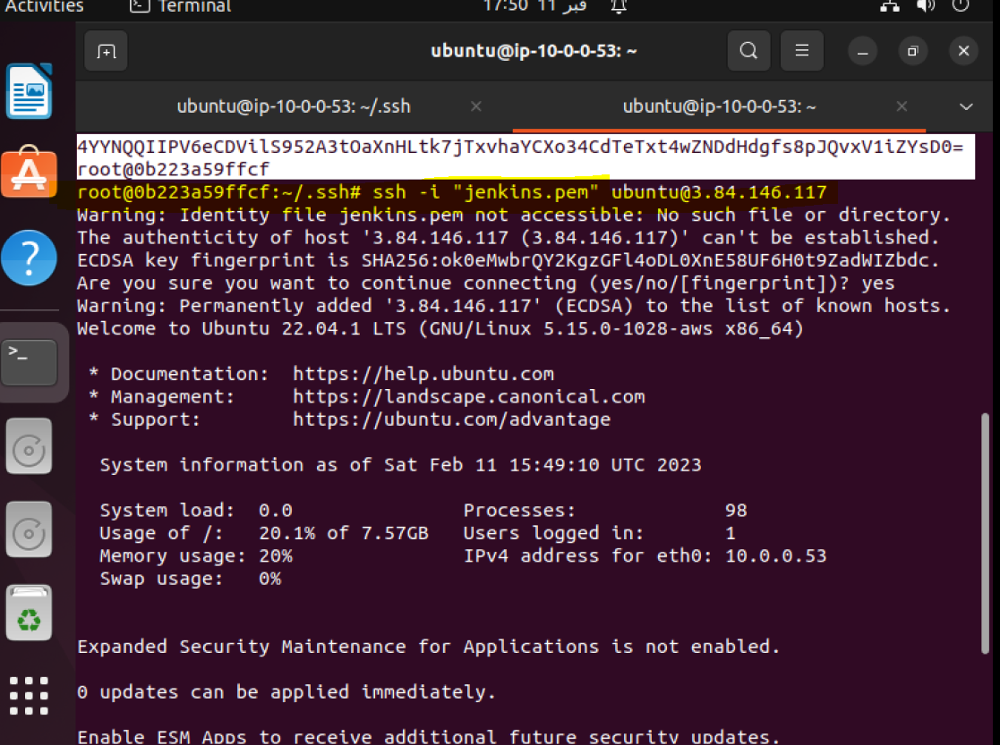 Activities Terminal 17:50 11 فبر
ubuntu@ip-10-0-0-53: ~
ubuntu@ip-10-0-0-53: ~/.ssh ubuntu@ip-10-0-0-53: ~
4YYNQQIIPV6eCDVilS952A3tOaXnHLtk7jTxvhaYCXo34CdTeTxt4wZNDdHdgfs8pJQvxV1iZYsD0=
root@0b223a59ffcf
root@0b223a59ffcf:~/.ssh# ssh -i "jenkins.pem" ubuntu@3.84.146.117
Warning: Identity file jenkins.pem not accessible: No such file or directory.
The authenticity of host '3.84.146.117 (3.84.146.117)' can't be established.
ECDSA key fingerprint is SHA256:ok0eMwbrQY2KgzGFl4oDL0XnE58UF6H0t9ZadWIZbdc.
Are you sure you want to continue connecting (yes/no/[fingerprint])? yes
Warning: Permanently added '3.84.146.117' (ECDSA) to the list of known hosts.
Welcome to Ubuntu 22.04.1 LTS (GNU/Linux 5.15.0-1028-aws x86_64)
* Documentation: https://help.ubuntu.com
* Management: https://landscape.canonical.com
* Support: https://ubuntu.com/advantage
System information as of Sat Feb 11 15:49:10 UTC 2023
System load: 0.0 Processes: 98
Usage of /: 20.1% of 7.57GB Users logged in: 1
Memory usage: 20% IPv4 address for eth0: 10.0.0.53
Swap usage: 0%
Expanded Security Maintenance for Applications is not enabled.
0 updates can be applied immediately.
Enable ESM Apps to receive additional future security updates.